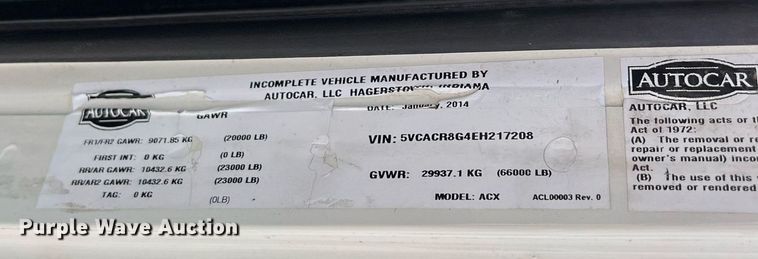 INCOMPLETE VEHICLE MANUFACTURED BY
AUTOCAR, LLC HAGERSTOWN,
DATE: January, 2014
AUTOCAR
GAWR
FR1/FR2 GAWR: 9071.85 KG (20000 LB)
FIRST INT: 0 KG (0 LB)
RR/AR GAWR: 10432.6 KG (23000 LB)
RR/AR2 GAWR: 10432.6 KG (23000 LB)
TAG: 0 KG (0LB)
VIN: 5VCACR8G4EH217208
GVWR: 29937.1 KG (66000 LB)
MODEL: ACX ACL00003 Rev. 0
AUTOCAR
AUTOCAR, LLC
The following acts or
Act of 1972:
(A) The removal or
repair or replacement
owner's manual)
Act.
(B) The use of this
removed or rendered
Purple Wave Auction